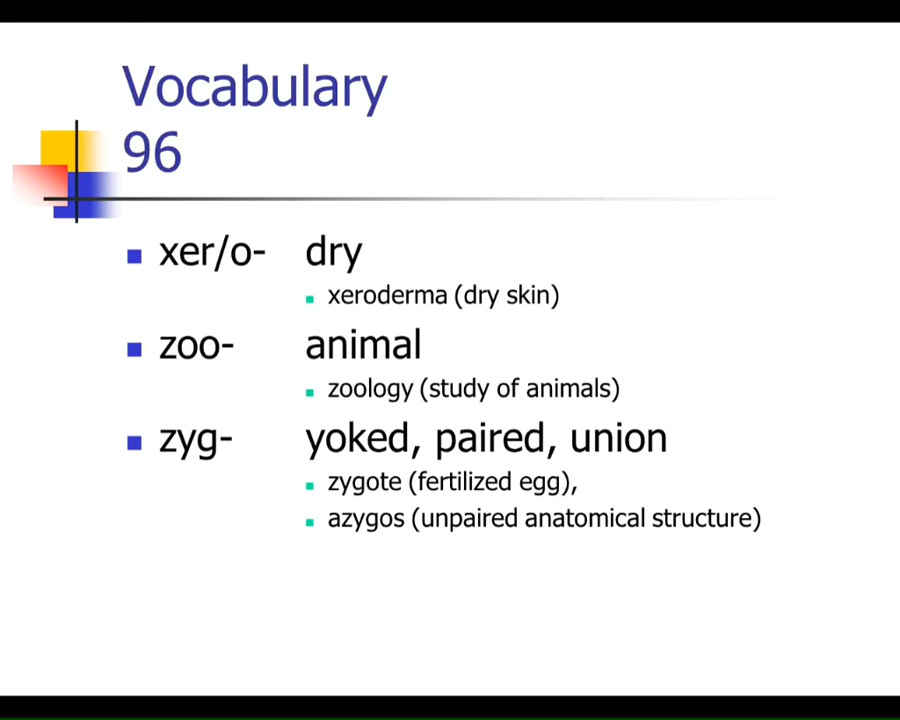 Vocabulary
96
xer/o- dry
xeroderma (dry skin)
zoo- animal
zoology (study of animals)
zyg- yoked, paired, union
zygote (fertilized egg),
azygos (unpaired anatomical structure)